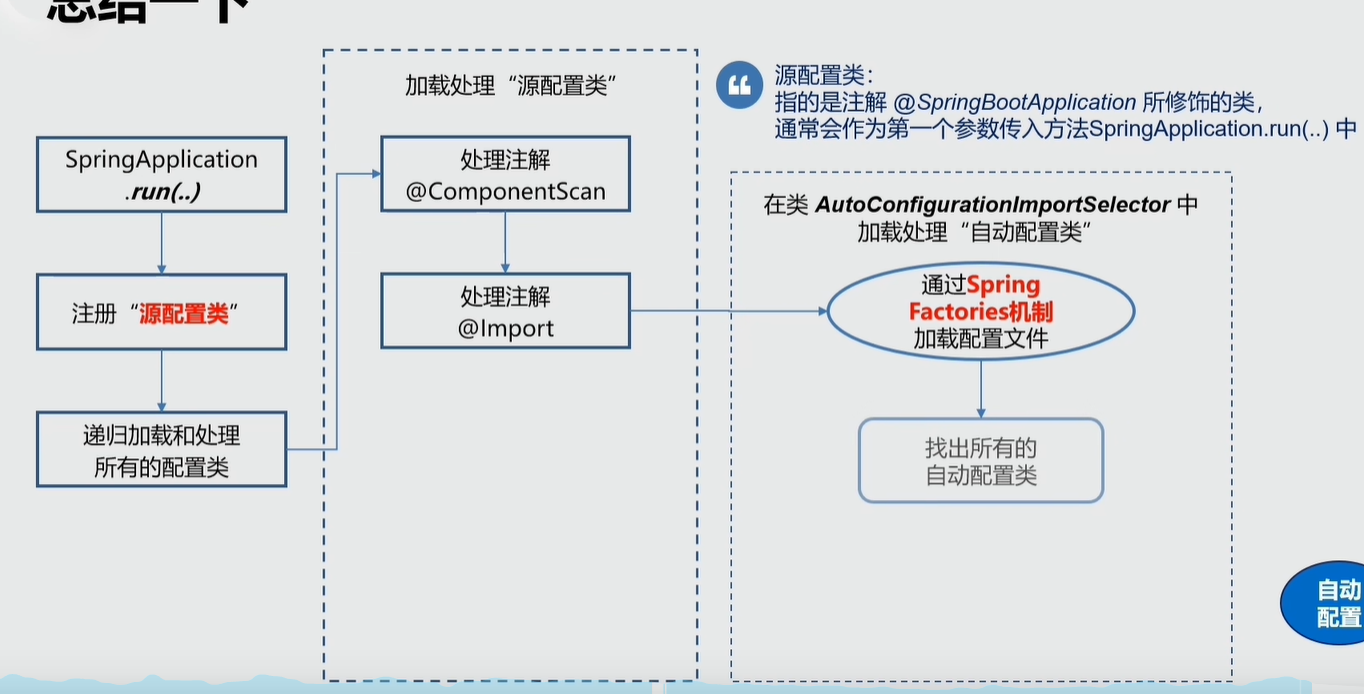 总结一下
SpringApplication
.run(..)
注册“源配置类”
递归加载和处理
所有的配置类
加载处理“源配置类”
处理注解
@ComponentScan
处理注解
@Import
源配置类：
指的是注解 @SpringBootApplication 所修饰的类，
通常会作为第一个参数传入方法SpringApplication.run(..) 中
在类 AutoConfigurationImportSelector 中
加载处理“自动配置类”
通过Spring
Factories机制
加载配置文件
找出所有的
自动配置类
自动
配置